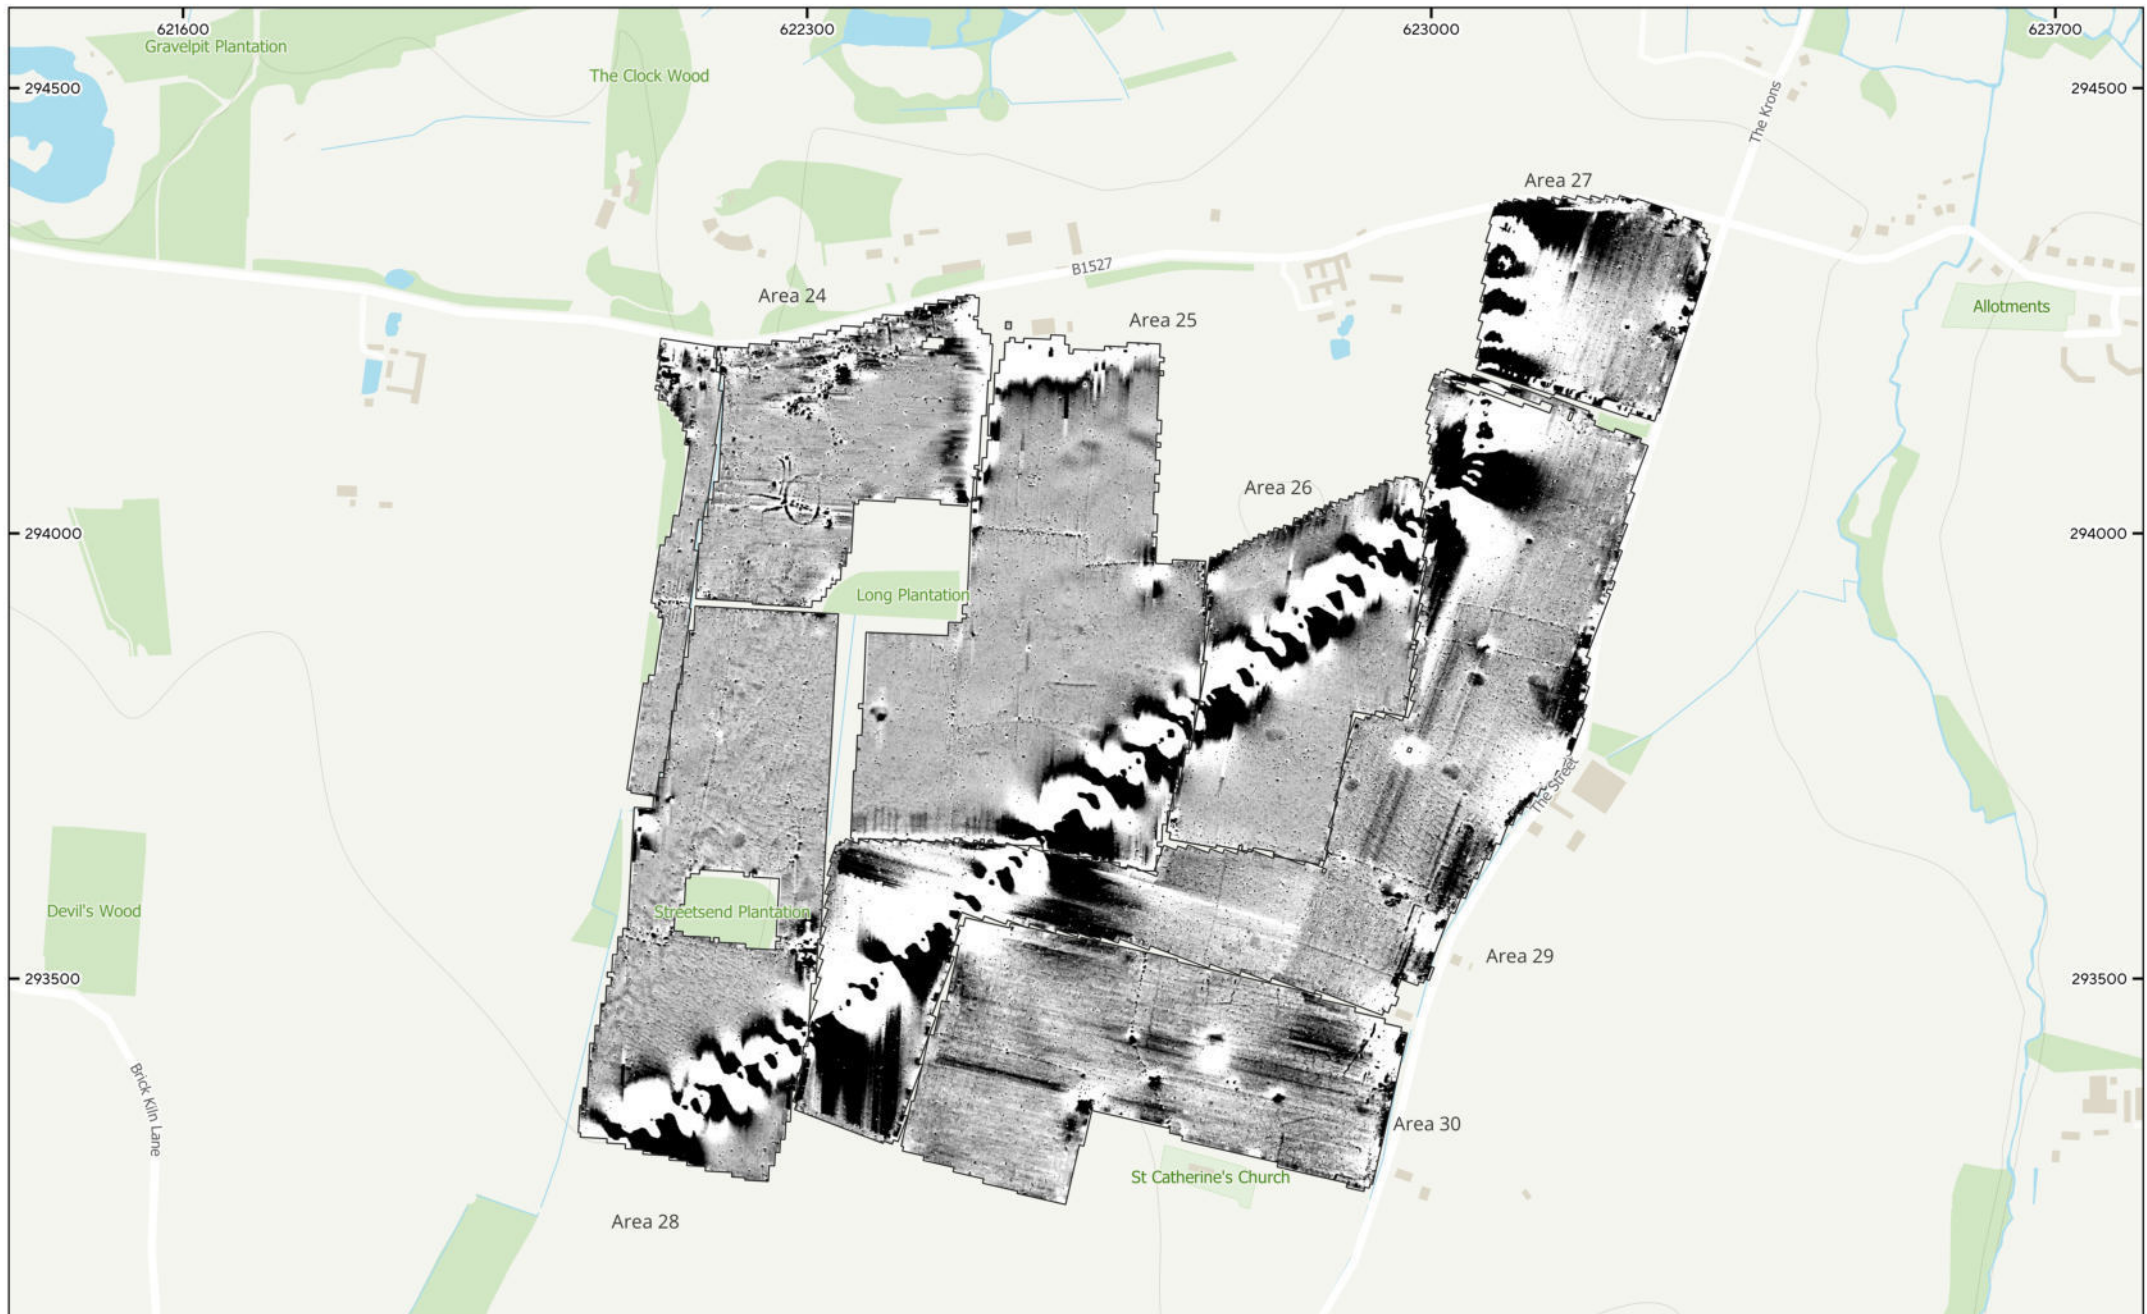 621600
622300
623000
623700
Gravelpit Plantation
The Clock Wood
294500
294500
The Krons
Area 27
B1527
Area 24
Area 25
Allotments
Area 26
294000
294000
Long Plantation
The Street
Devil's Wood
Streetsend Plantation
Area 29
293500
293500
Brick Kiln Lane
Area 30
St Catherine's Church
Area 28